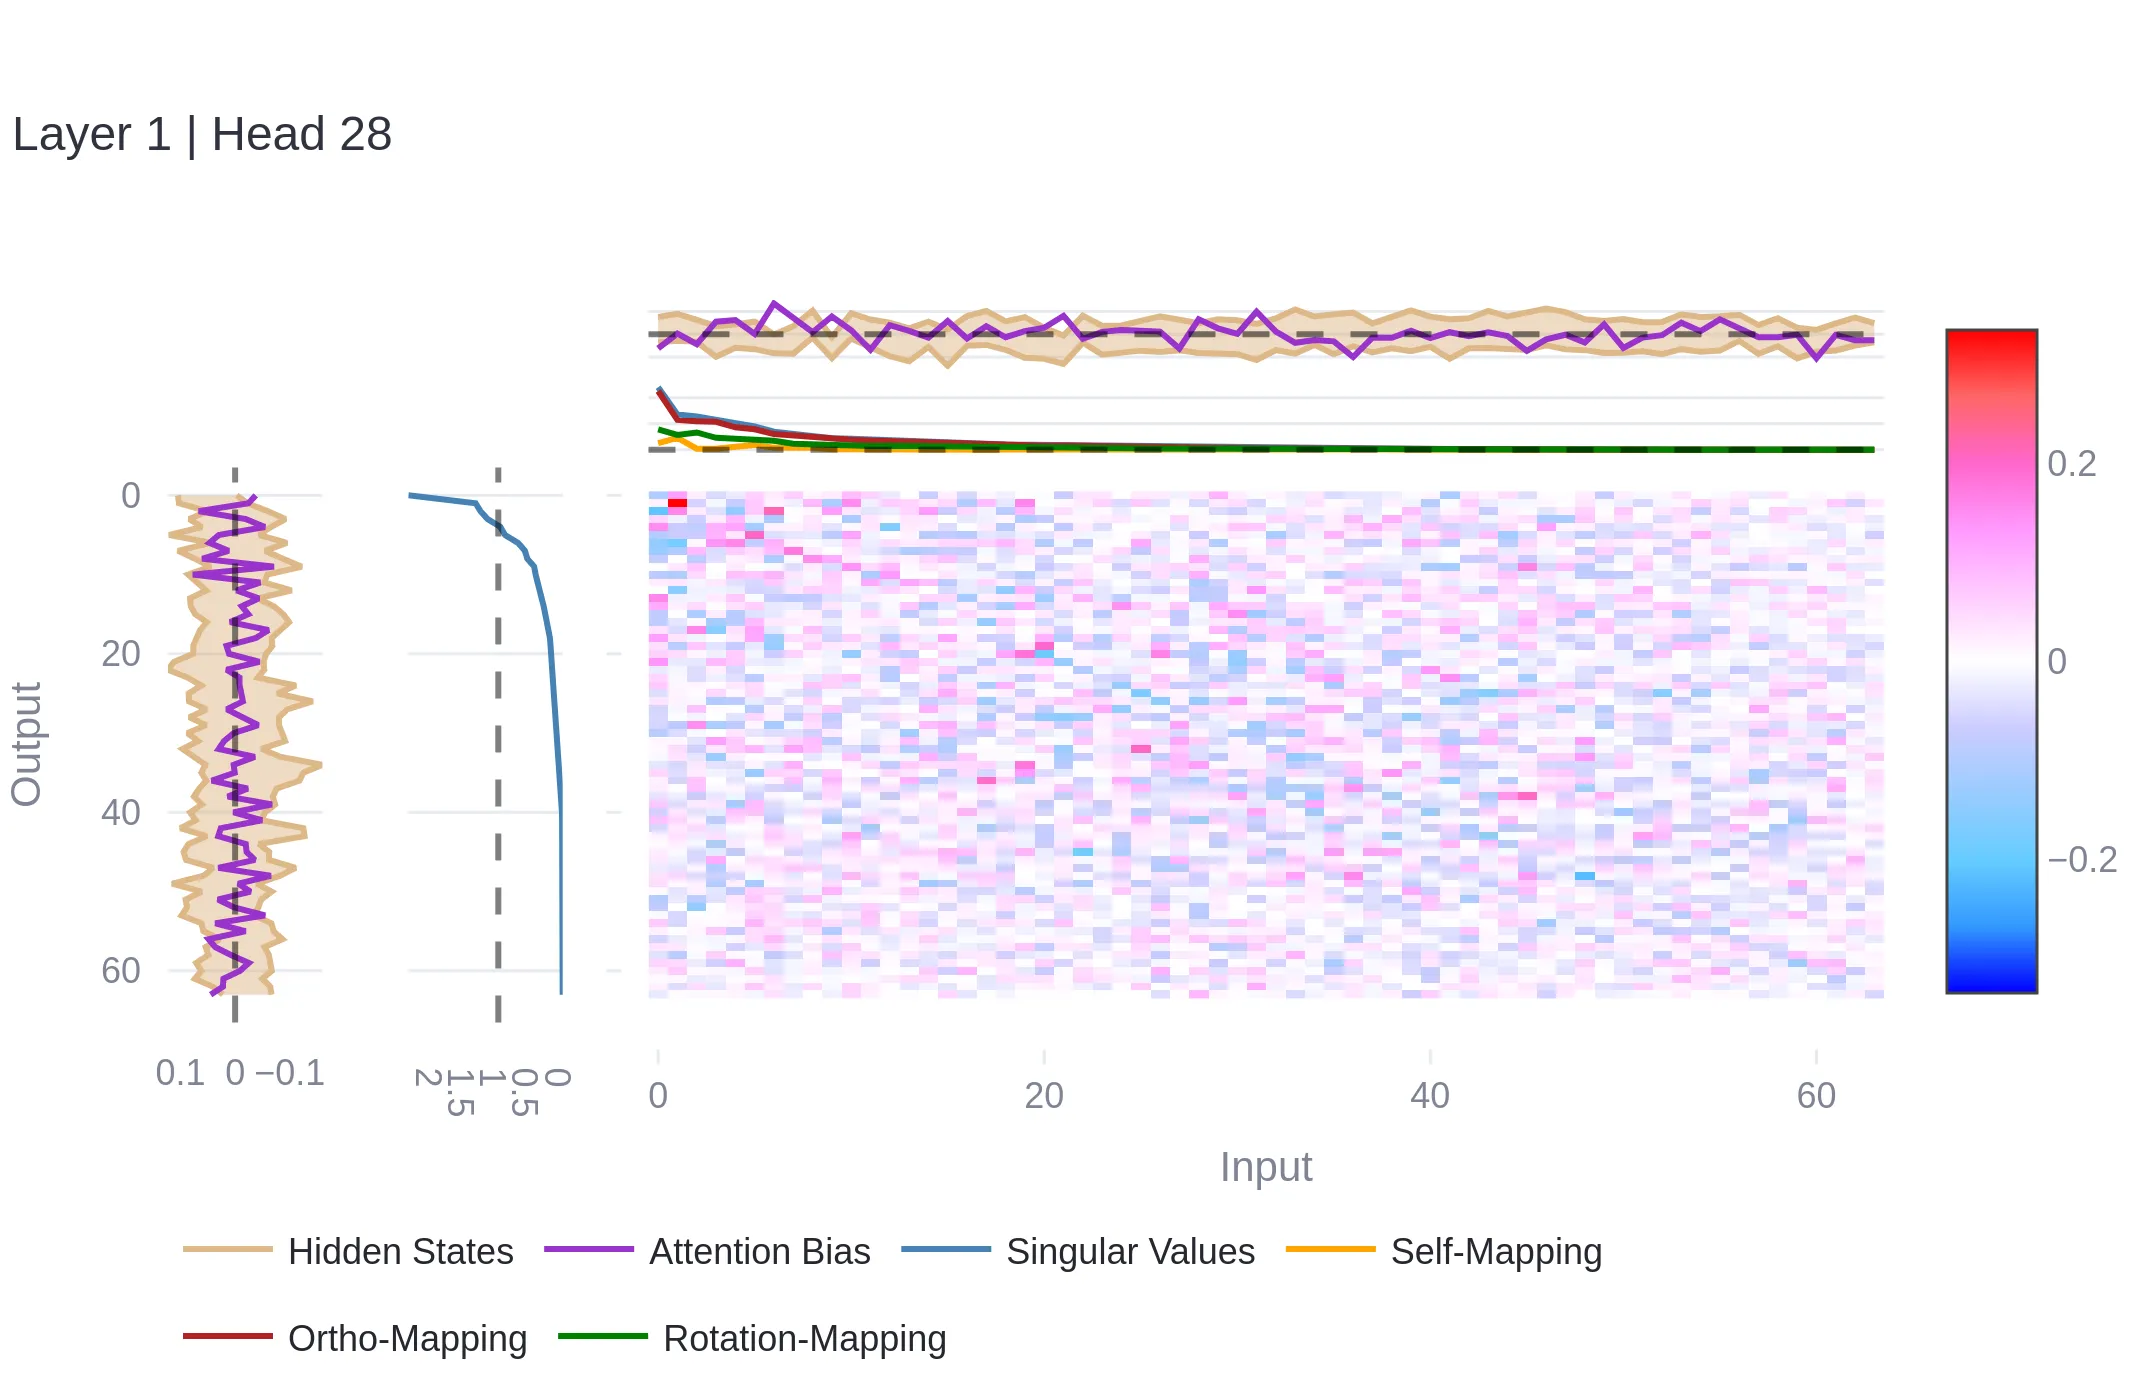 Layer 1 | Head 28
Output
0
20
40
60
0.1 0 −0.1
2 1.5 1 0.5 0
0 20 40 60
Input
0.2
0
−0.2
Hidden States Attention Bias Singular Values Self-Mapping
Ortho-Mapping Rotation-Mapping